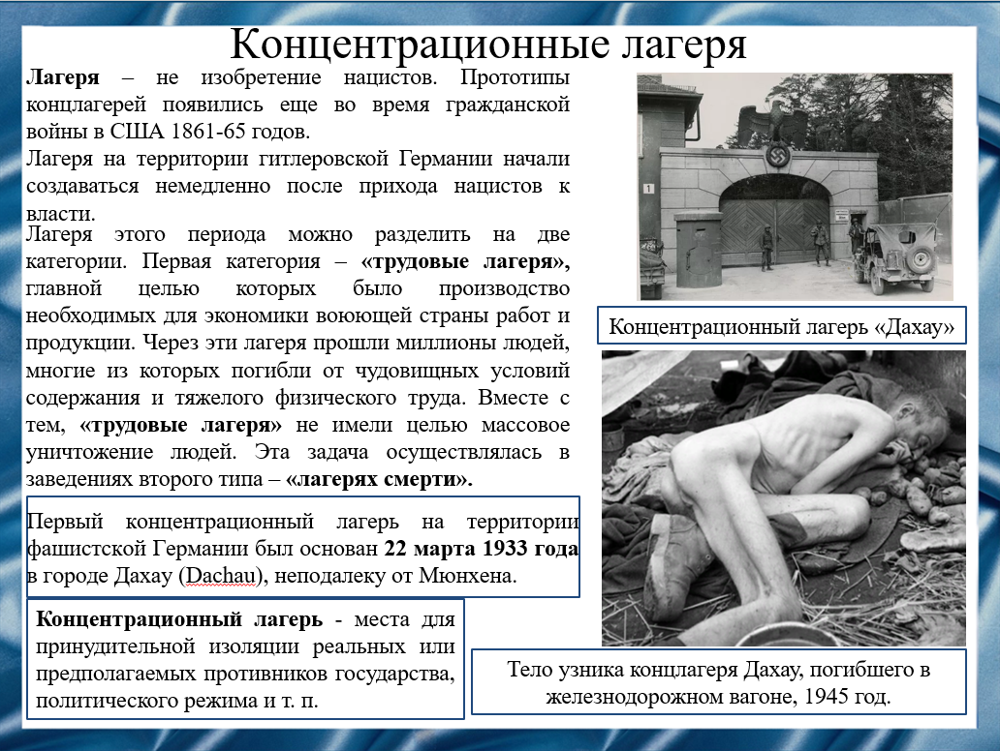 Концентрационные лагеря
Лагеря – не изобретение нацистов. Прототипы
концлагерей появились еще во время гражданской
войны в США 1861-65 годов.
Лагеря на территории гитлеровской Германии начали
создаваться немедленно после прихода нацистов к
власти.
Лагеря этого периода можно разделить на две
категории. Первая категория – «трудовые лагеря»,
главной целью которых было производство
необходимых для экономики воюющей страны работ и
продукции. Через эти лагеря прошли миллионы людей,
многие из которых погибли от чудовищных условий
содержания и тяжелого физического труда. Вместе с
тем, «трудовые лагеря» не имели целью массовое
уничтожение людей. Эта задача осуществлялась в
заведениях второго типа – «лагерях смерти».
Первый концентрационный лагерь на территории
фашистской Германии был основан 22 марта 1933 года
в городе Дахау (Dachau), неподалеку от Мюнхена.
Концентрационный лагерь - места для
принудительной изоляции реальных или
предполагаемых противников государства,
политического режима и т. п.
1
Концентрационный лагерь «Дахау»
Тело узника концлагеря Дахау, погибшего в
железнодорожном вагоне, 1945 год.